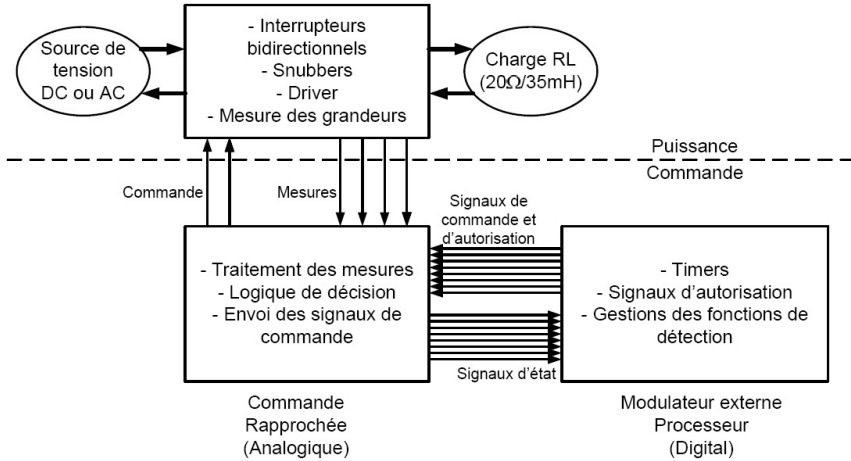 Source de
tension
DC ou AC
- Interrupteurs
bidirectionnels
- Snubbers
- Driver
- Mesure des grandeurs
Charge RL
(20Ω/35mH)
Puissance
Commande
Commande
Mesures
Signaux de
commande et
d'autorisation
- Traitement des mesures
- Logique de décision
- Envoi des signaux de
commande
- Timers
- Signaux d'autorisation
- Gestions des fonctions de
détection
Signaux d'état
Commande
Rapprochée
(Analogique)
Modulateur externe
Processeur
(Digital)